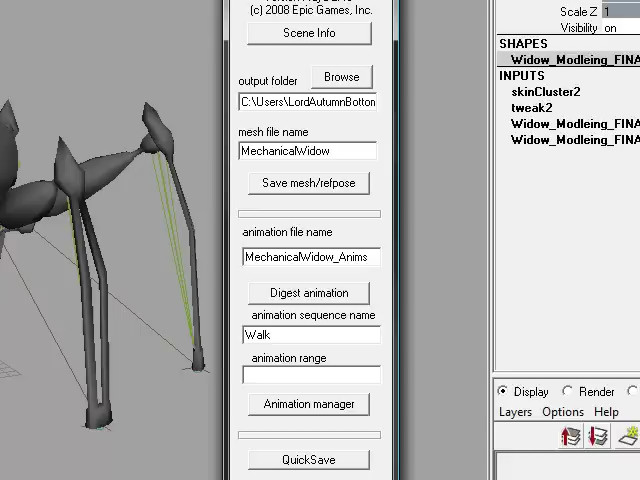 (c) 2008 Epic Games, Inc.
Scene Info
output folder
Browse
C:\Users\LordAutumnBotton
mesh file name
MechanicalWidow
Save mesh/refpose
animation file name
MechanicalWidow_Anims
Digest animation
animation sequence name
Walk
animation range
Animation manager
QuickSave
Scale Z 1
Visibility on
SHAPES
Widow_Modleing_FINA
INPUTS
skinCluster2
tweak2
Widow_Modleing_FINA
Widow_Modleing_FINA
Display Render
Layers Options Help